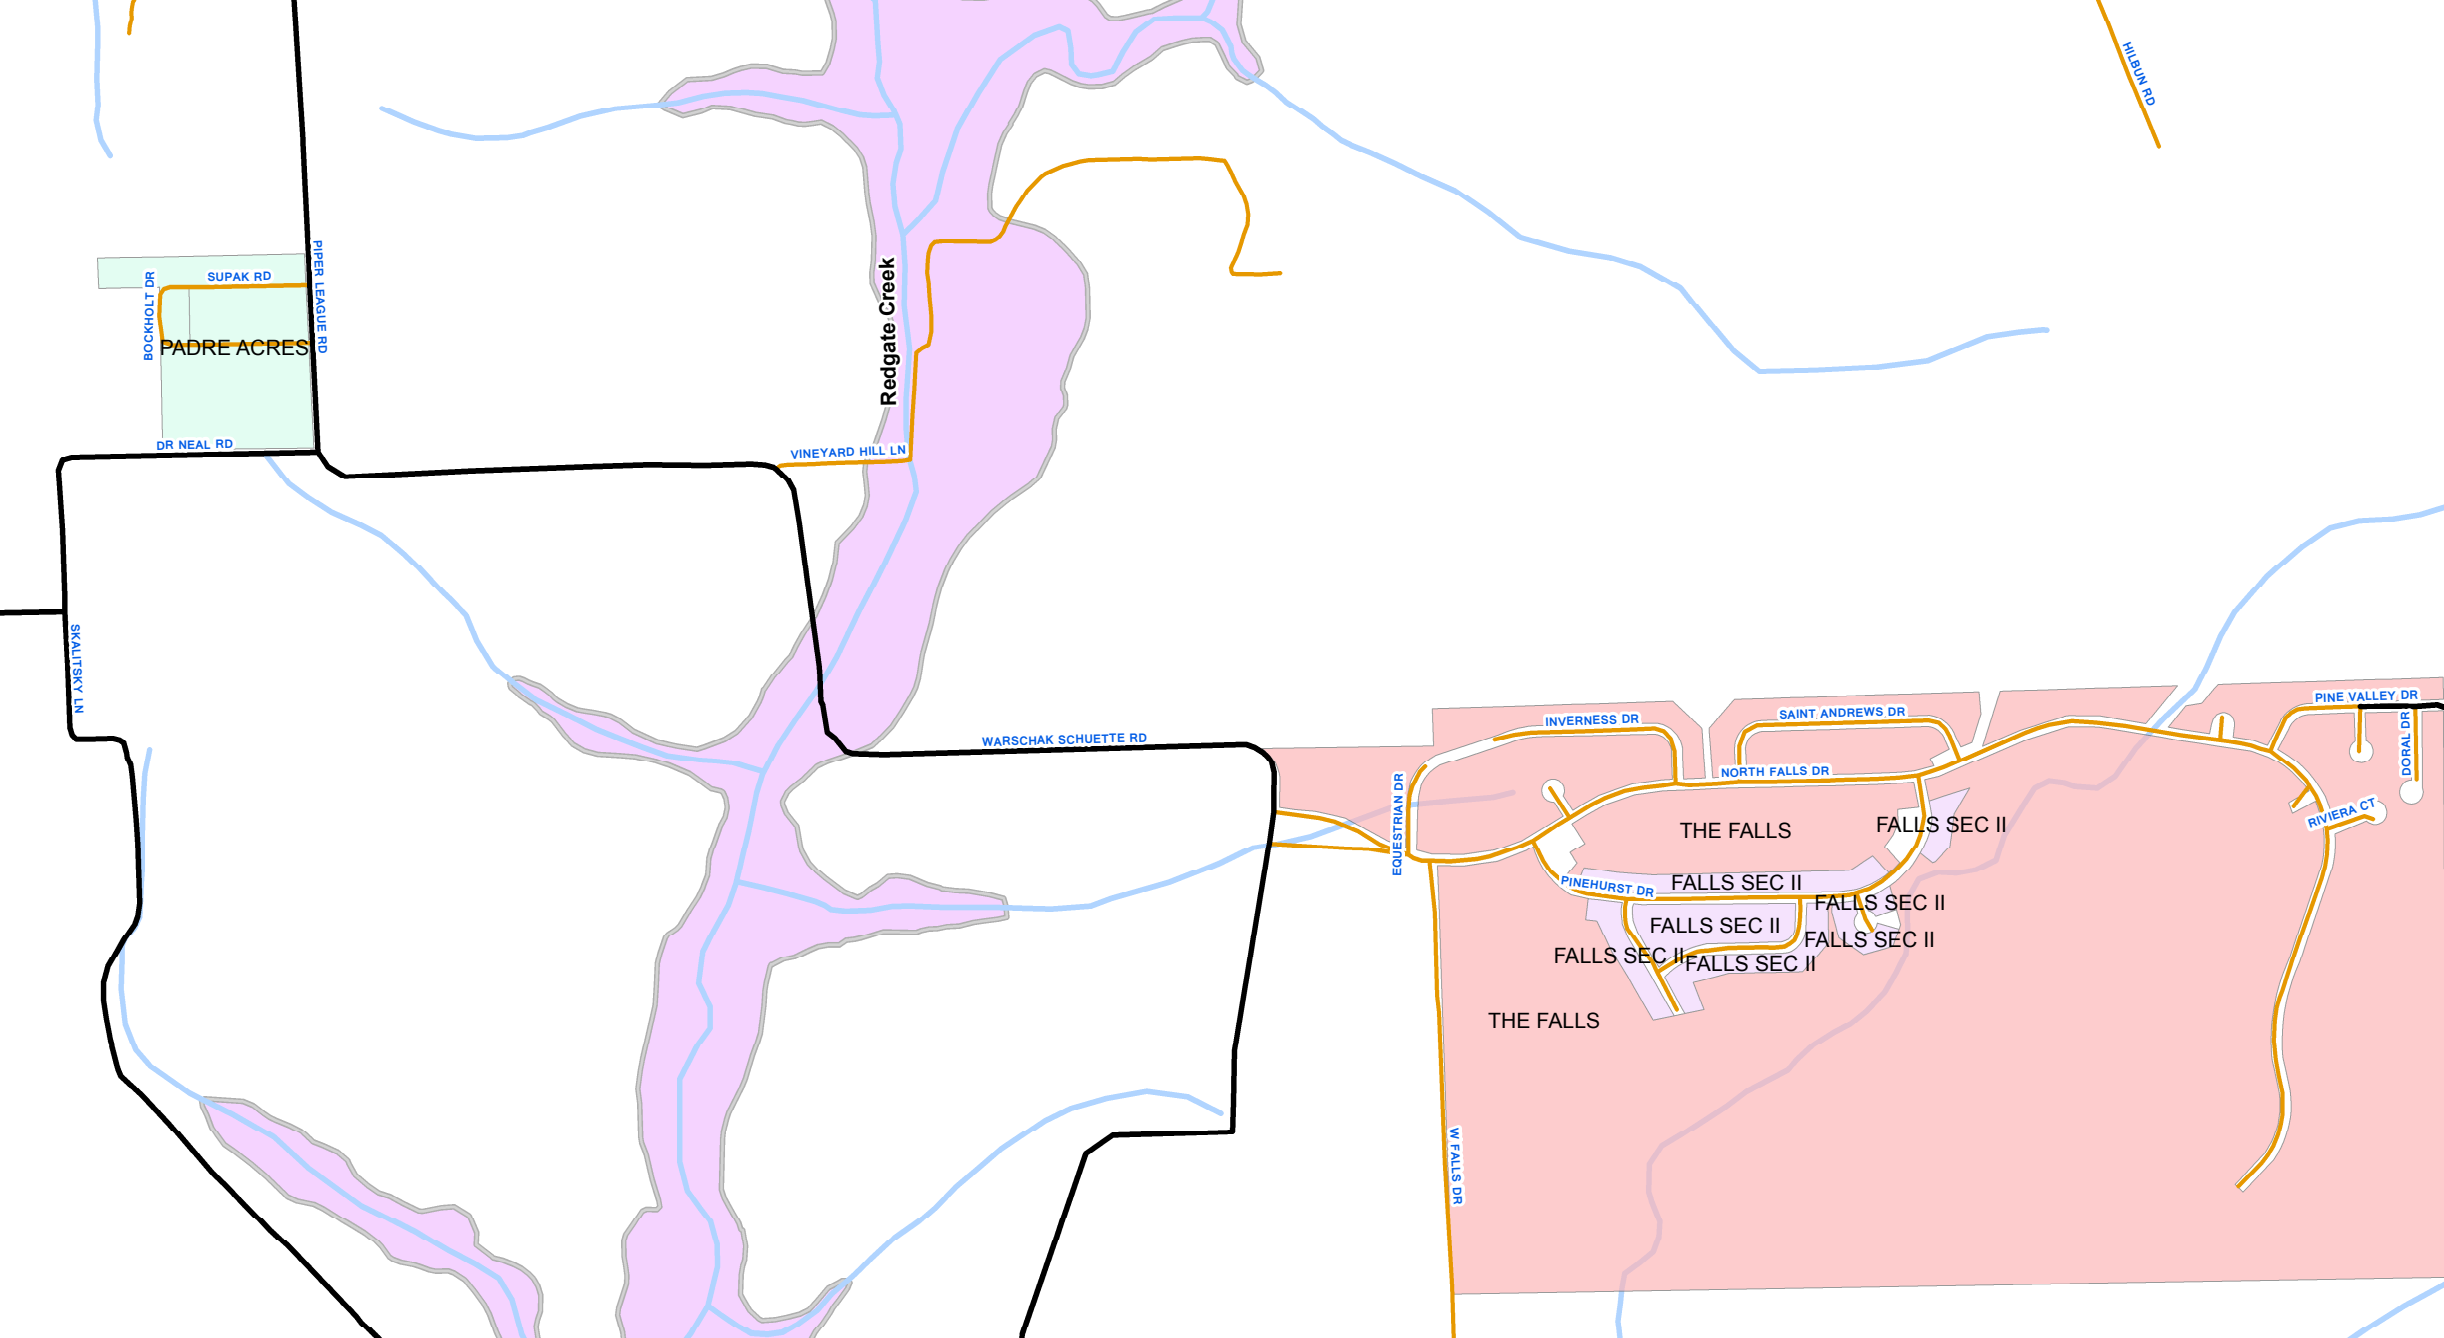 HILBUN RD
PIPER LEAGUE RD
SUPAK RD
BOCKHOLT DR
PADRE ACRES
Redgate Creek
DR NEAL RD
VINEYARD HILL LN
SKALITSKY LN
WARSCHAK SCHUETTE RD
PINE VALLEY DR
INVERNESS DR
SAINT ANDREWS DR
DORAL DR
NORTH FALLS DR
EQUESTRIAN DR
RIVIERA CT
THE FALLS
FALLS SEC II
PINEHURST DR
FALLS SEC II
FALLS SEC II
FALLS SEC II
FALLS SEC II
FALLS SEC II
FALLS SEC II
THE FALLS
W FALLS DR